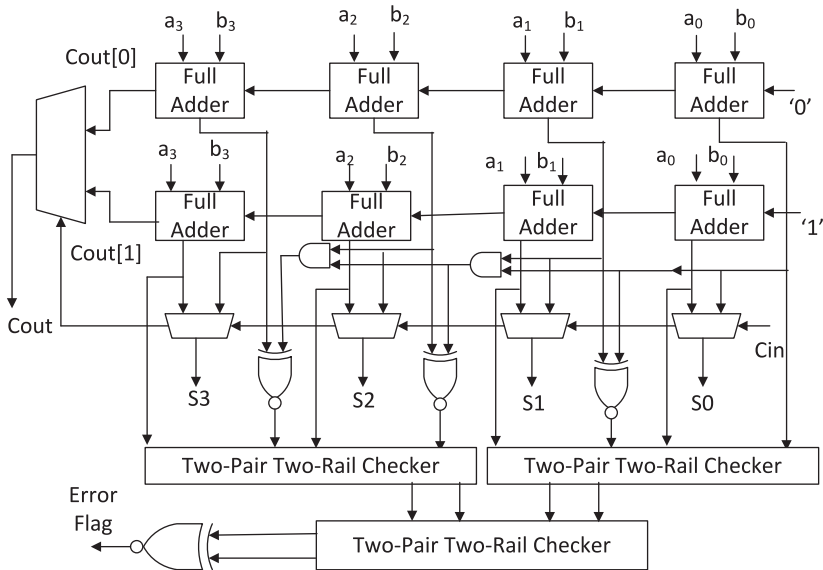 a3 b3 a2 b2 a1 b1 a0 b0
Cout[0]
Full Adder Full Adder Full Adder Full Adder
‘0’
a3 b3 a2 b2 a1 b1 a0 b0
Full Adder Full Adder Full Adder Full Adder
‘1’
Cout[1]
Cout
Cin
S3 S2 S1 S0
Two-Pair Two-Rail Checker Two-Pair Two-Rail Checker
Error
Flag
Two-Pair Two-Rail Checker